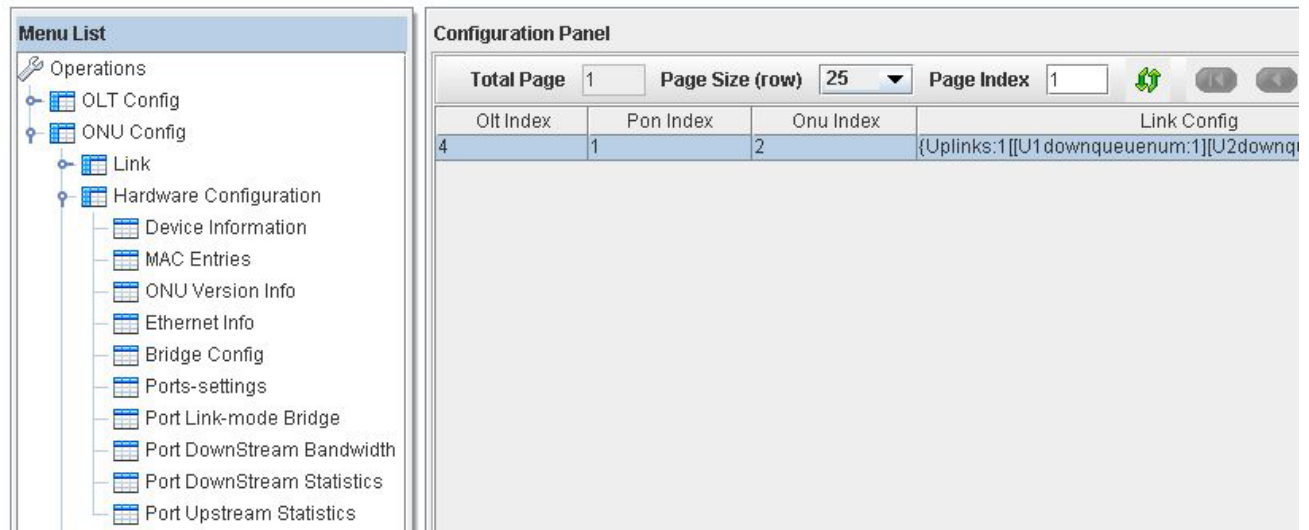 Menu List
Operations
OLT Config
ONU Config
Link
Hardware Configuration
Device Information
MAC Entries
ONU Version Info
Ethernet Info
Bridge Config
Ports-settings
Port Link-mode Bridge
Port DownStream Bandwidth
Port DownStream Statistics
Port Upstream Statistics
Configuration Panel
Total Page 1 Page Size (row) 25 Page Index 1
Olt Index Pon Index Onu Index Link Config
4 1 2 {Uplinks:1[[U1downqueuenum:1][U2downq